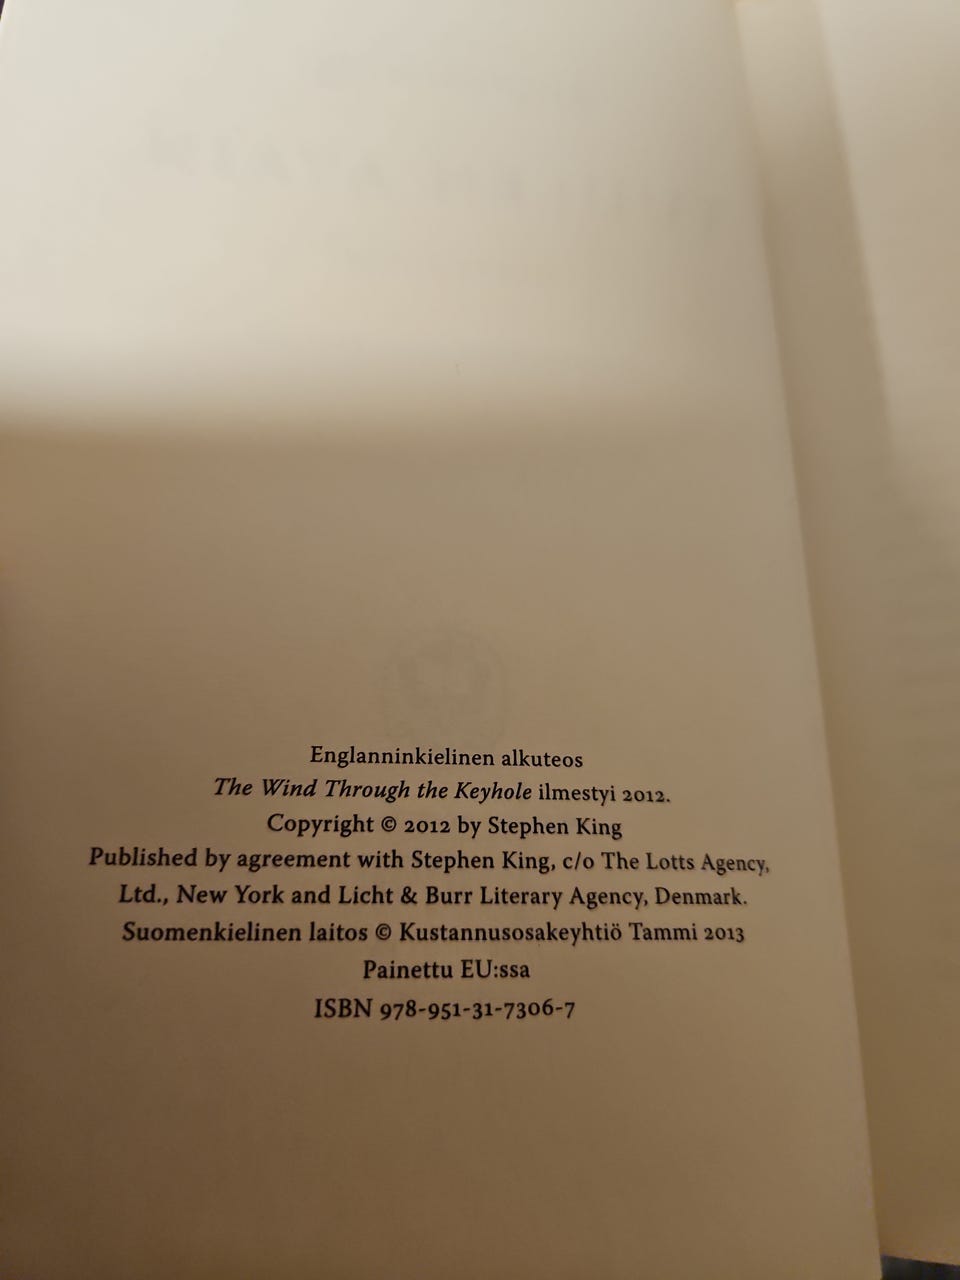 Englanninkielinen alkuteos
The Wind Through the Keyhole ilmestyi 2012.
Copyright © 2012 by Stephen King
Published by agreement with Stephen King, c/o The Lotts Agency,
Ltd., New York and Licht & Burr Literary Agency, Denmark.
Suomenkielinen laitos © Kustannusosakeyhtiö Tammi 2013
Painettu EU:ssa
ISBN 978-951-31-7306-7